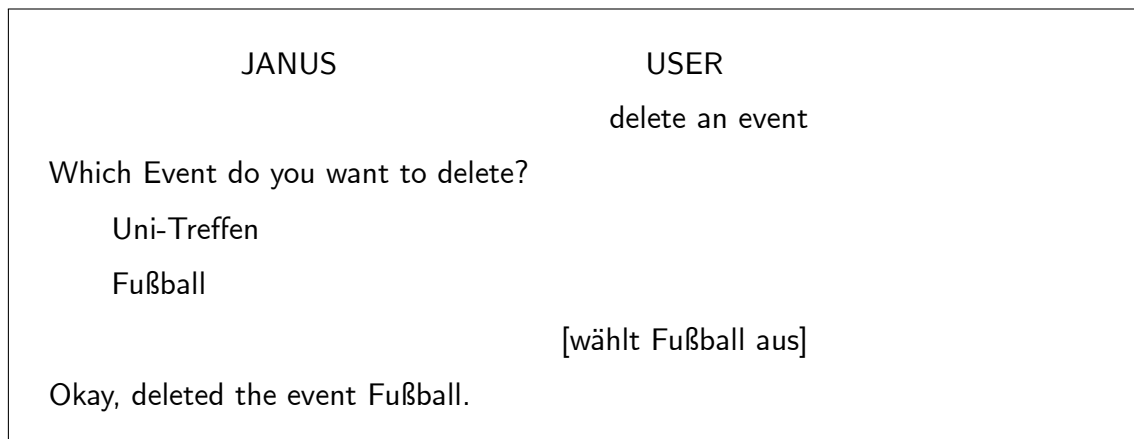 JANUS USER
delete an event
Which Event do you want to delete?
Uni-Treffen
Fußball
[wählt Fußball aus]
Okay, deleted the event Fußball.